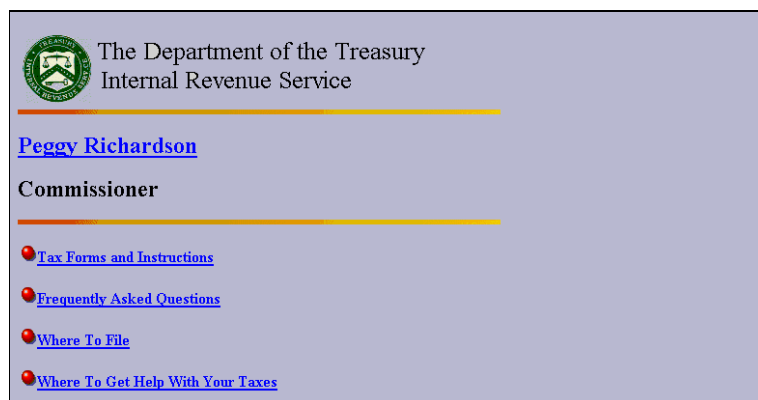 The Department of the Treasury
Internal Revenue Service
Peggy Richardson
Commissioner
Tax Forms and Instructions
Frequently Asked Questions
Where To File
Where To Get Help With Your Taxes